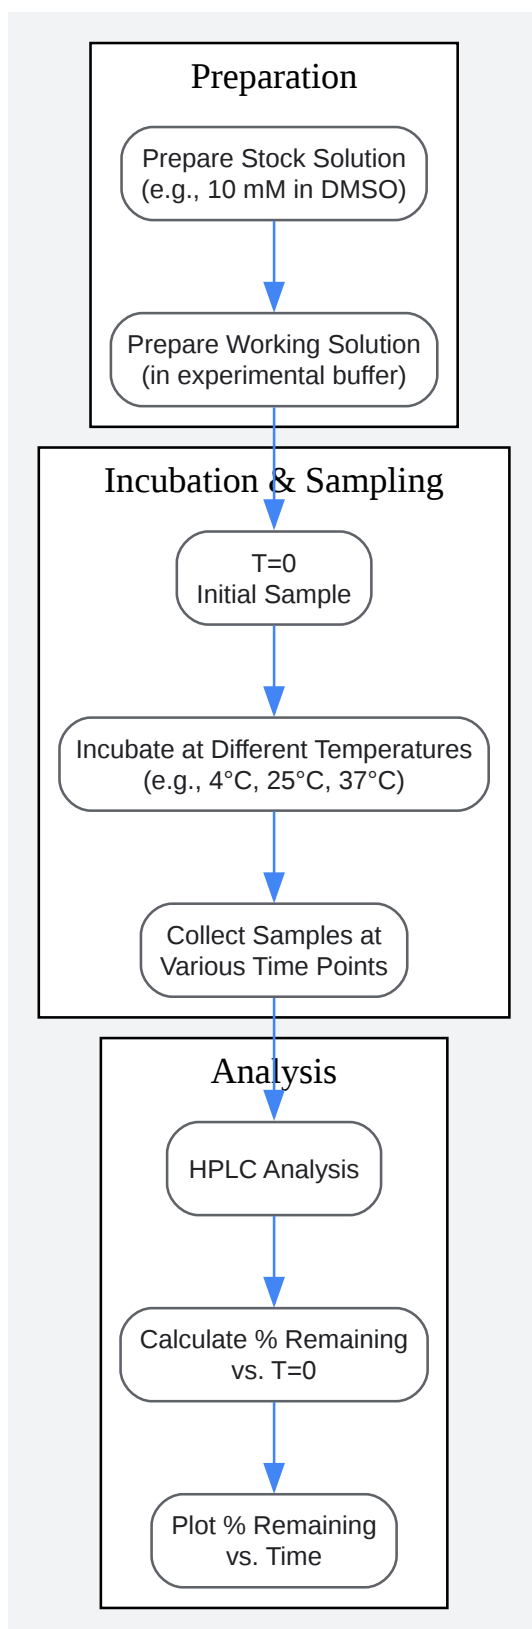 Preparation
Prepare Stock Solution
(e.g., 10 mM in DMSO)
Prepare Working Solution
(in experimental buffer)
Incubation & Sampling
T=0
Initial Sample
Incubate at Different Temperatures
(e.g., 4°C, 25°C, 37°C)
Collect Samples at
Various Time Points
Analysis
HPLC Analysis
Calculate % Remaining
vs. T=0
Plot % Remaining
vs. Time